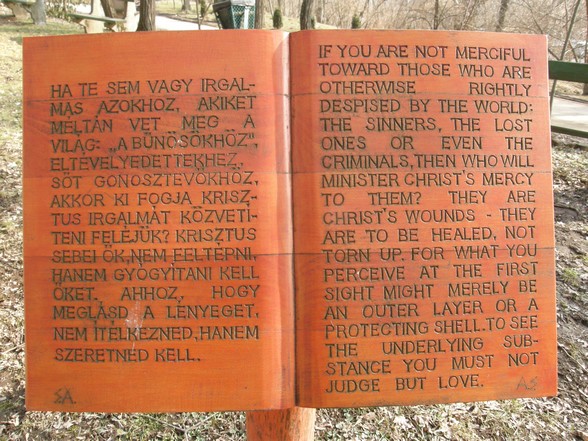 HA TE SEM VAGY IRGAL-
MAS AZOKHOZ, AKIKET
MÉLTÁN VET MEG A
VILÁG: „A BŰNÖSÖKHÖZ",
ELTÉVELYEDETTEKHEZ,
SŐT GONOSZTEVŐKHÖZ,
AKKOR KI FOGJA KRISZ-
TUS IRGALMÁT KÖZVETÍ-
TENI FELÉJÜK? KRISZTUS
SEBEI ŐK, NEM FELTÉPNI,
HANEM GYÓGYÍTANI KELL
ŐKET. AHHOZ, HOGY
MEGLÁSD A LÉNYEGET,
NEM ÍTÉLKEZNED, HANEM
SZERETNED KELL.
ΣA.
IF YOU ARE NOT MERCIFUL
TOWARD THOSE WHO ARE
OTHERWISE RIGHTLY
DESPISED BY THE WORLD:
THE SINNERS, THE LOST
ONES OR EVEN THE
CRIMINALS, THEN WHO WILL
MINISTER CHRIST'S MERCY
TO THEM? THEY ARE
CHRIST'S WOUNDS - THEY
ARE TO BE HEALED, NOT
TORN UP. FOR WHAT YOU
PERCEIVE AT THE FIRST
SIGHT MIGHT MERELY BE
AN OUTER LAYER OR A
PROTECTING SHELL. TO SEE
THE UNDERLYING SUB-
STANCE YOU MUST NOT
JUDGE BUT LOVE.
AΣ